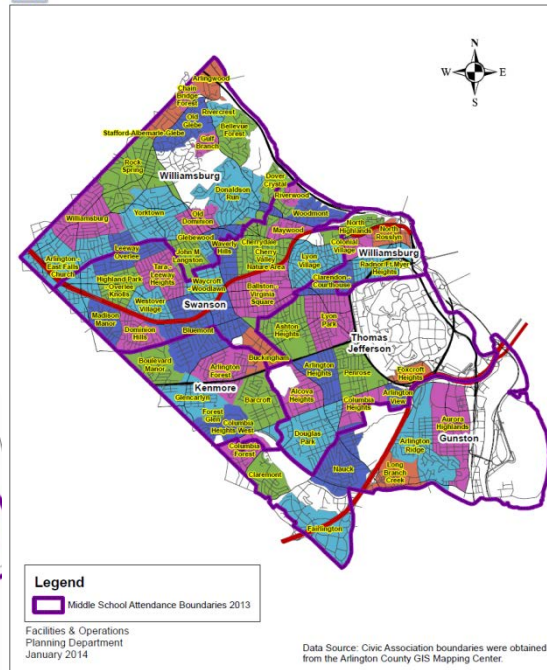 N
W E
S
Arlingwood
Chain
Bridge
Forest
Rivercrest
Old
Glebe
Bellevue
Forest
Stafford-Albemarle-Glebe
Gulf
Branch
Rock
Spring
Williamsburg
Dover
Crystal
Donaldson
Run
Riverwood
Williamsburg
Yorktown
Old
Dominion
Woodmont
North
Highlands
North
Rosslyn
Glebewood
Waverly
Hills
Cherrydale
Cherry
Valley
Nature Area
Maywood
Colonial
Village
Williamsburg
Leeway
Overlee
John M.
Langston
Lyon
Village
Radnor/Ft. Myer
Heights
Arlington
East Falls
Church
Highland Park
Overlee
Knolls
Tara
Leeway
Heights
Waycroft
Woodlawn
Clarendon
Courthouse
Westover
Village
Swanson
Ballston
Virginia
Square
Madison
Manor
Dominion
Hills
Bluemont
Ashton
Heights
Lyon
Park
Thomas
Jefferson
Boulevard
Manor
Buckingham
Arlington
Forest
Arlington
Heights
Penrose
Foxcroft
Heights
Kenmore
Glencarlyn
Barcroft
Alcova
Heights
Columbia
Heights
Arlington
View
Forest
Glen
Columbia
Heights West
Aurora
Highlands
Douglas
Park
Arlington
Ridge
Gunston
Columbia
Forest
Claremont
Nauck
Long
Branch
Creek
Fairlington
Legend
Middle School Attendance Boundaries 2013
Facilities & Operations
Planning Department
January 2014
Data Source: Civic Association boundaries were obtained
from the Arlington County GIS Mapping Center.